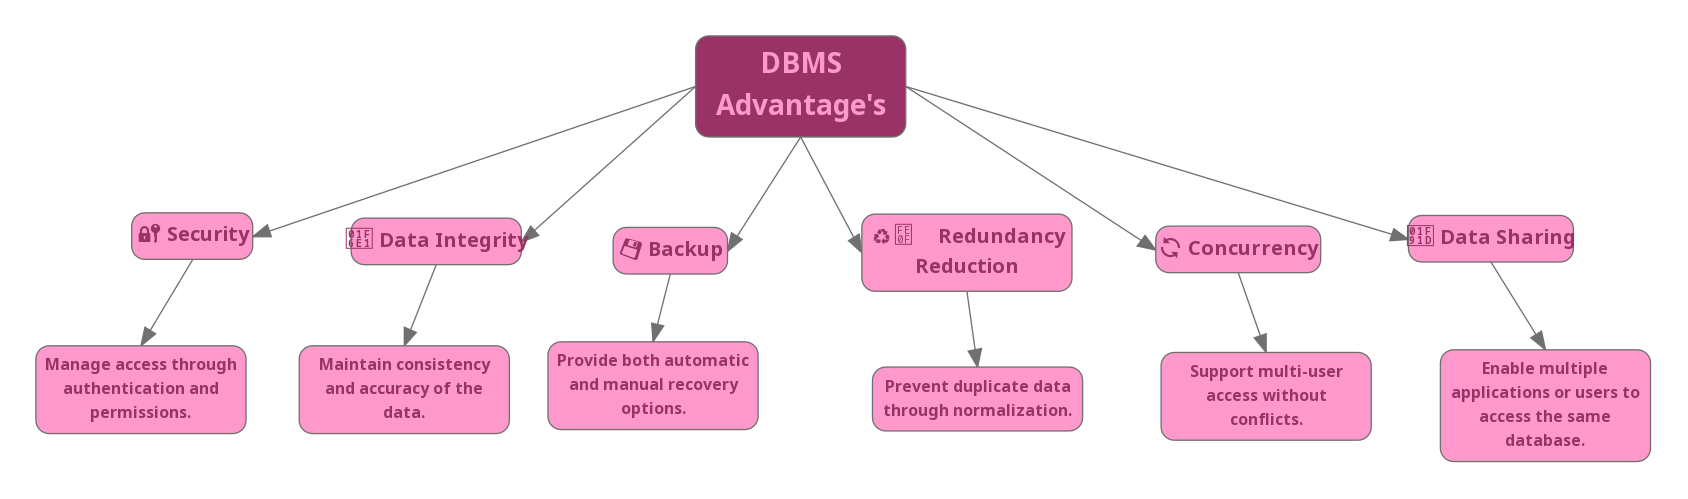 DBMS
Advantage's
🔐 Security
Data Integrity
💾 Backup
♻ Redundancy
Reduction
🔄 Concurrency
Data Sharing
Manage access through
authentication and
permissions.
Maintain consistency
and accuracy of the
data.
Provide both automatic
and manual recovery
options.
Prevent duplicate data
through normalization.
Support multi-user
access without
conflicts.
Enable multiple
applications or users to
access the same
database.